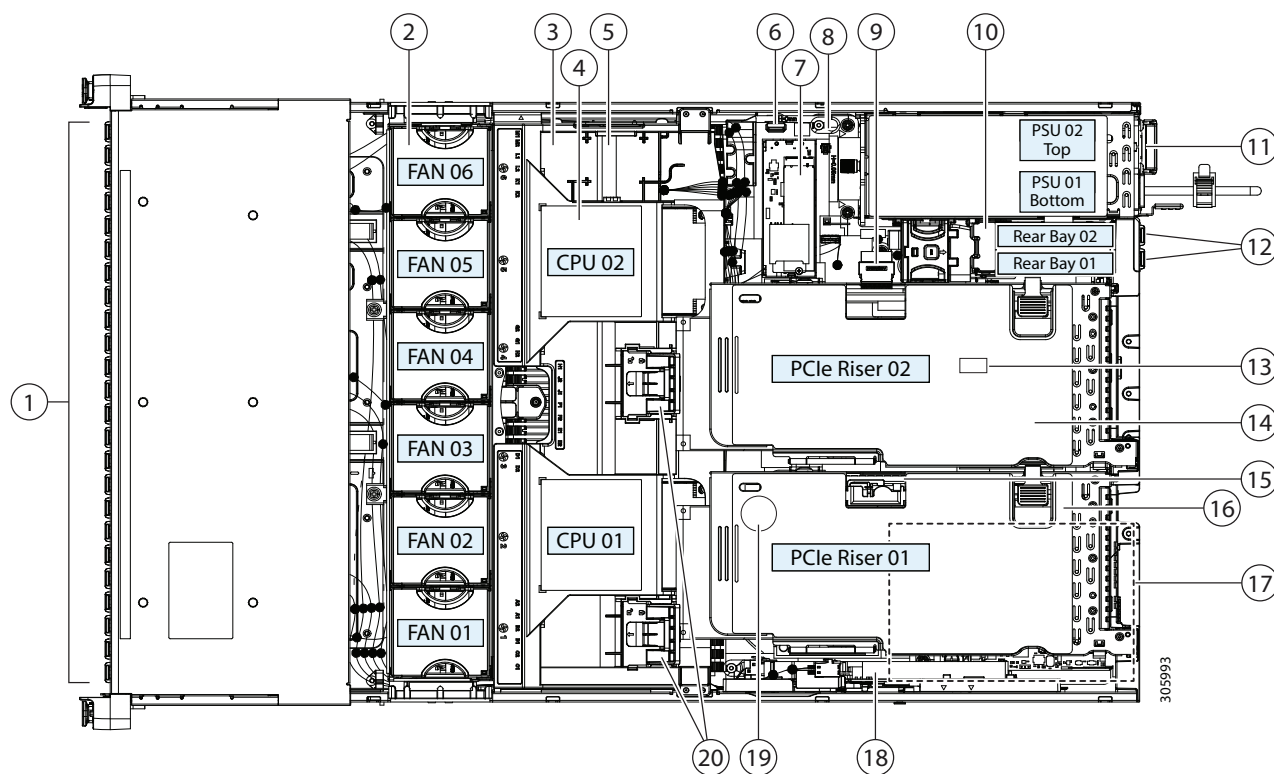 2
3
5
4
6
7
8
9
10
PSU 02
Top
PSU 01
Bottom
11
FAN 06
FAN 05
CPU 02
Rear Bay 02
Rear Bay 01
12
FAN 04
PCIe Riser 02
13
1
14
FAN 03
15
16
FAN 02
CPU 01
PCIe Riser 01
17
FAN 01
305993
20
19
18